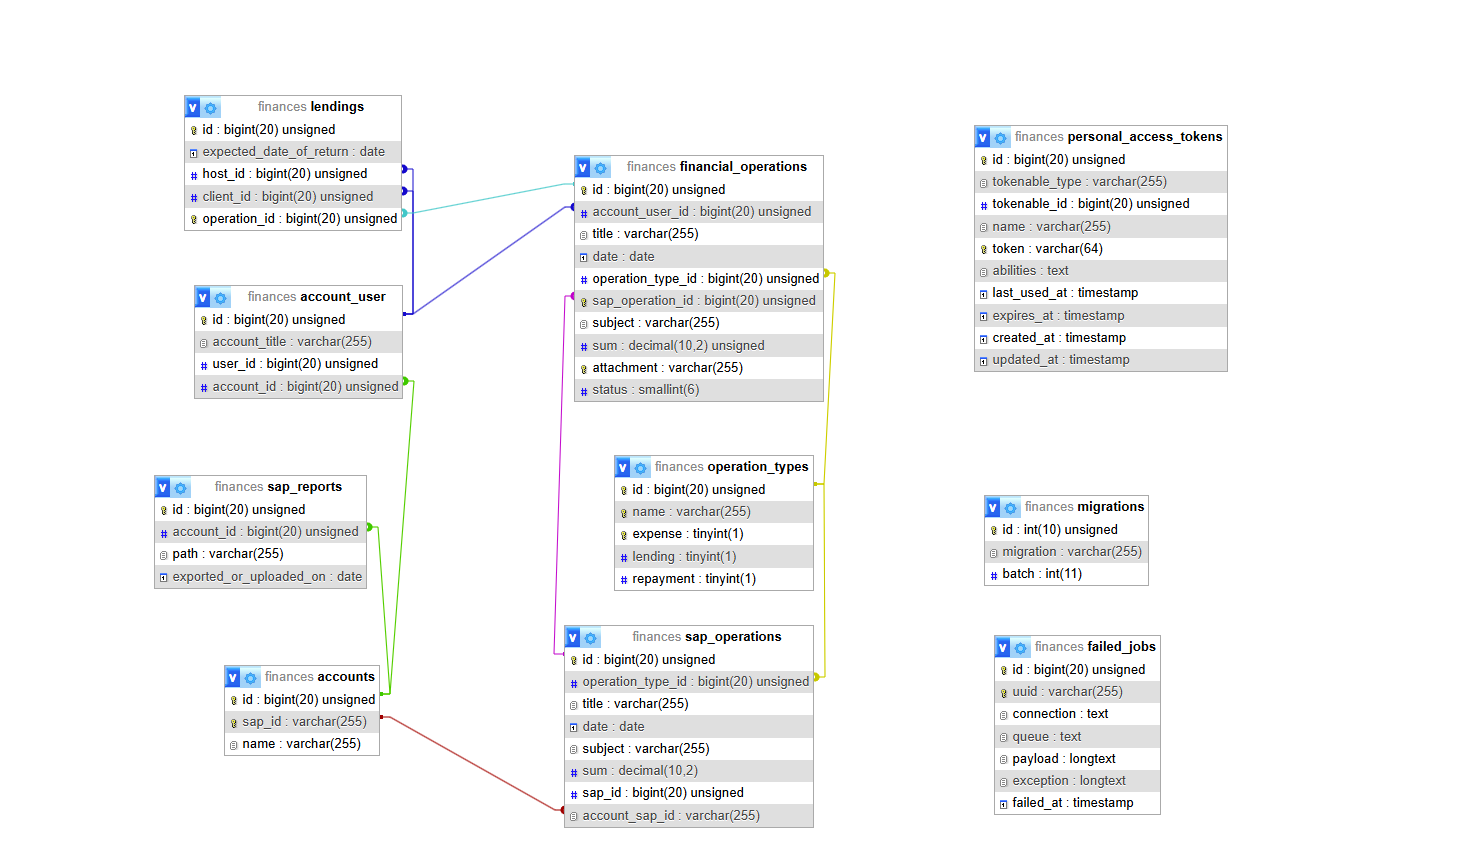 finances lendings
id : bigint(20) unsigned
expected_date_of_return : date
host_id : bigint(20) unsigned
client_id : bigint(20) unsigned
operation_id : bigint(20) unsigned
finances account_user
id : bigint(20) unsigned
account_title : varchar(255)
user_id : bigint(20) unsigned
account_id : bigint(20) unsigned
finances sap_reports
id : bigint(20) unsigned
account_id : bigint(20) unsigned
path : varchar(255)
exported_or_uploaded_on : date
finances accounts
id : bigint(20) unsigned
sap_id : varchar(255)
name : varchar(255)
finances financial_operations
id : bigint(20) unsigned
account_user_id : bigint(20) unsigned
title : varchar(255)
date : date
operation_type_id : bigint(20) unsigned
sap_operation_id : bigint(20) unsigned
subject : varchar(255)
sum : decimal(10,2) unsigned
attachment : varchar(255)
status : smallint(6)
finances operation_types
id : bigint(20) unsigned
name : varchar(255)
expense : tinyint(1)
lending : tinyint(1)
repayment : tinyint(1)
finances sap_operations
id : bigint(20) unsigned
operation_type_id : bigint(20) unsigned
title : varchar(255)
date : date
subject : varchar(255)
sum : decimal(10,2)
sap_id : bigint(20) unsigned
account_sap_id : varchar(255)
finances personal_access_tokens
id : bigint(20) unsigned
tokenable_type : varchar(255)
tokenable_id : bigint(20) unsigned
name : varchar(255)
token : varchar(64)
abilities : text
last_used_at : timestamp
expires_at : timestamp
created_at : timestamp
updated_at : timestamp
finances migrations
id : int(10) unsigned
migration : varchar(255)
batch : int(11)
finances failed_jobs
id : bigint(20) unsigned
uuid : varchar(255)
connection : text
queue : text
payload : longtext
exception : longtext
failed_at : timestamp